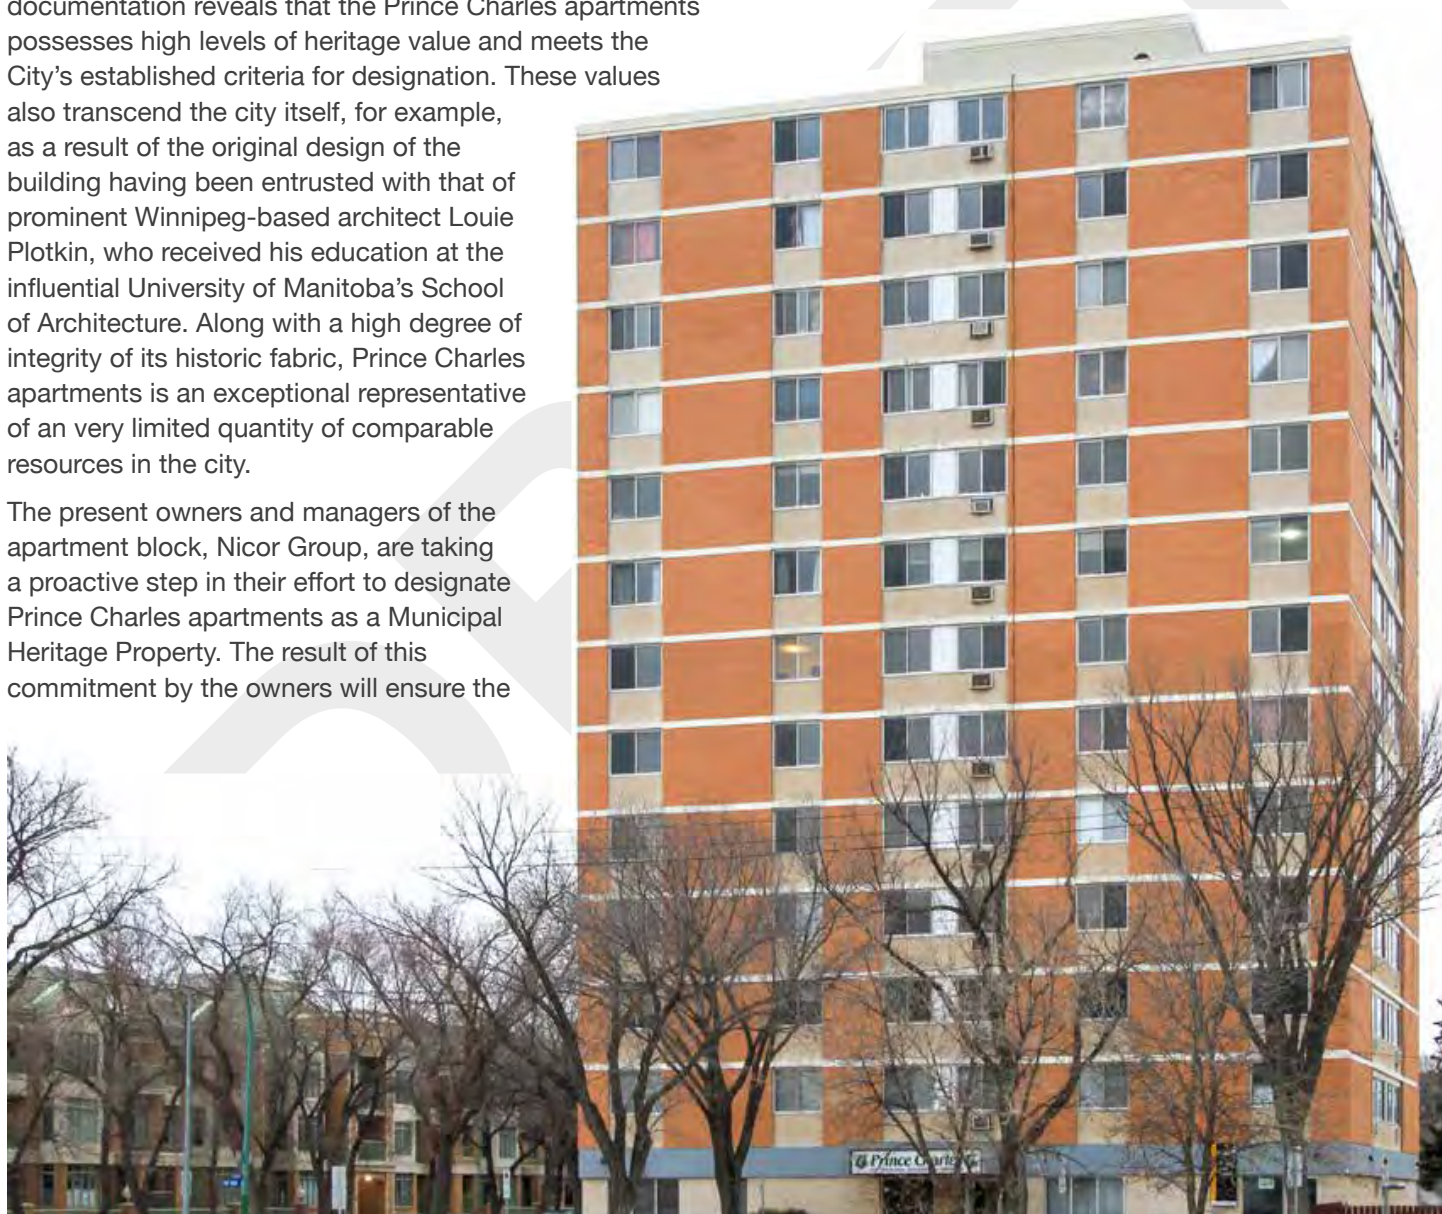 documentation reveals that the Prince Charles apartments
possesses high levels of heritage value and meets the
City's established criteria for designation. These values
also transcend the city itself, for example,
as a result of the original design of the
building having been entrusted with that of
prominent Winnipeg-based architect Louie
Plotkin, who received his education at the
influential University of Manitoba's School
of Architecture. Along with a high degree of
integrity of its historic fabric, Prince Charles
apartments is an exceptional representative
of an very limited quantity of comparable
resources in the city.
The present owners and managers of the
apartment block, Nicor Group, are taking
a proactive step in their effort to designate
Prince Charles apartments as a Municipal
Heritage Property. The result of this
commitment by the owners will ensure the
Prince Charles